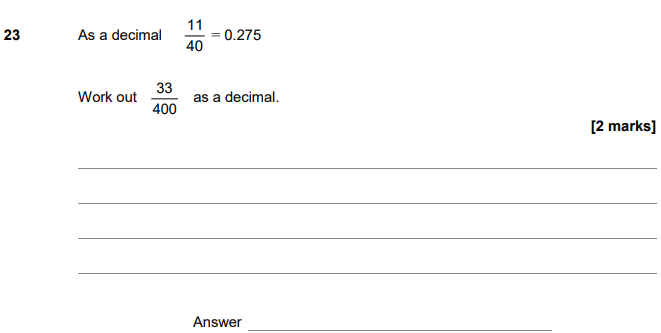 23 As a decimal 11/40 = 0.275
Work out 33/400 as a decimal.
[2 marks]
Answer